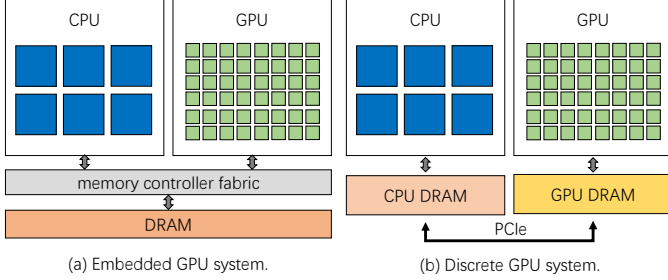 CPU
GPU
CPU
GPU
memory controller fabric
DRAM
CPU DRAM
GPU DRAM
PCIe
(a) Embedded GPU system.
(b) Discrete GPU system.